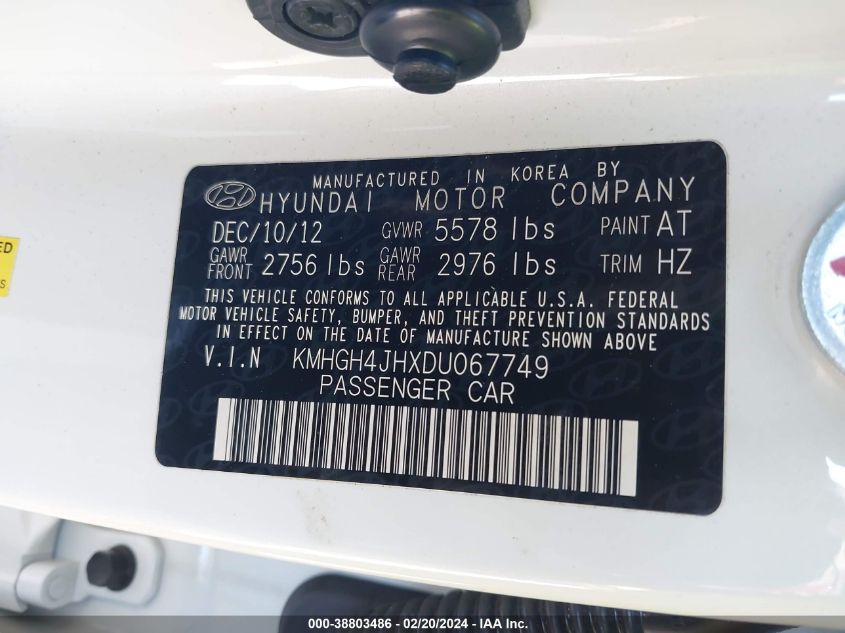 MANUFACTURED IN KOREA BY
HYUNDAI MOTOR COMPANY
DEC/10/12 GVWR 5578 lbs PAINT AT
GAWR FRONT 2756 lbs GAWR REAR 2976 lbs TRIM HZ
THIS VEHICLE CONFORMS TO ALL APPLICABLE U.S.A. FEDERAL
MOTOR VEHICLE SAFETY, BUMPER, AND THEFT PREVENTION STANDARDS
IN EFFECT ON THE DATE OF MANUFACTURE SHOWN ABOVE
V.I.N KMHGH4JHXDU067749
PASSENGER CAR
000-38803486 - 02/20/2024 - IAA Inc.